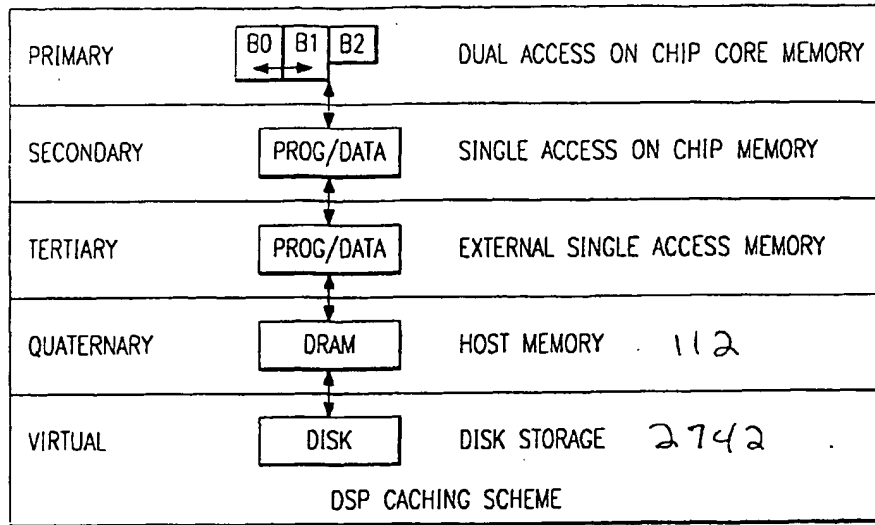 PRIMARY B0 B1 B2 DUAL ACCESS ON CHIP CORE MEMORY
SECONDARY PROG/DATA SINGLE ACCESS ON CHIP MEMORY
TERTIARY PROG/DATA EXTERNAL SINGLE ACCESS MEMORY
QUATERNARY DRAM HOST MEMORY 112
VIRTUAL DISK DISK STORAGE 2742
DSP CACHING SCHEME